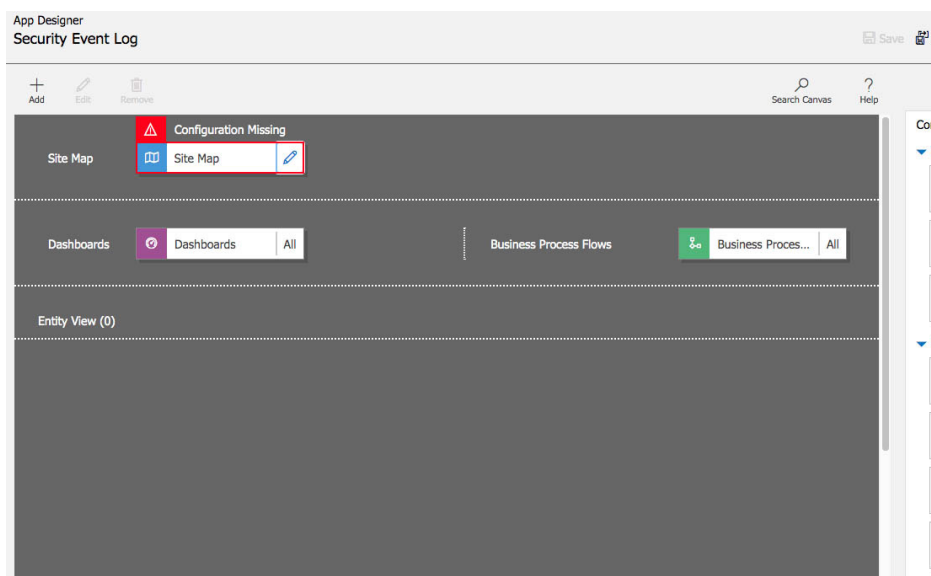 App Designer
Security Event Log
Save
Add
Edit
Remove
Search Canvas
?
Help
Configuration Missing
Site Map
Site Map
Dashboards
Dashboards
All
Business Process Flows
Business Proces...
All
Entity View (0)